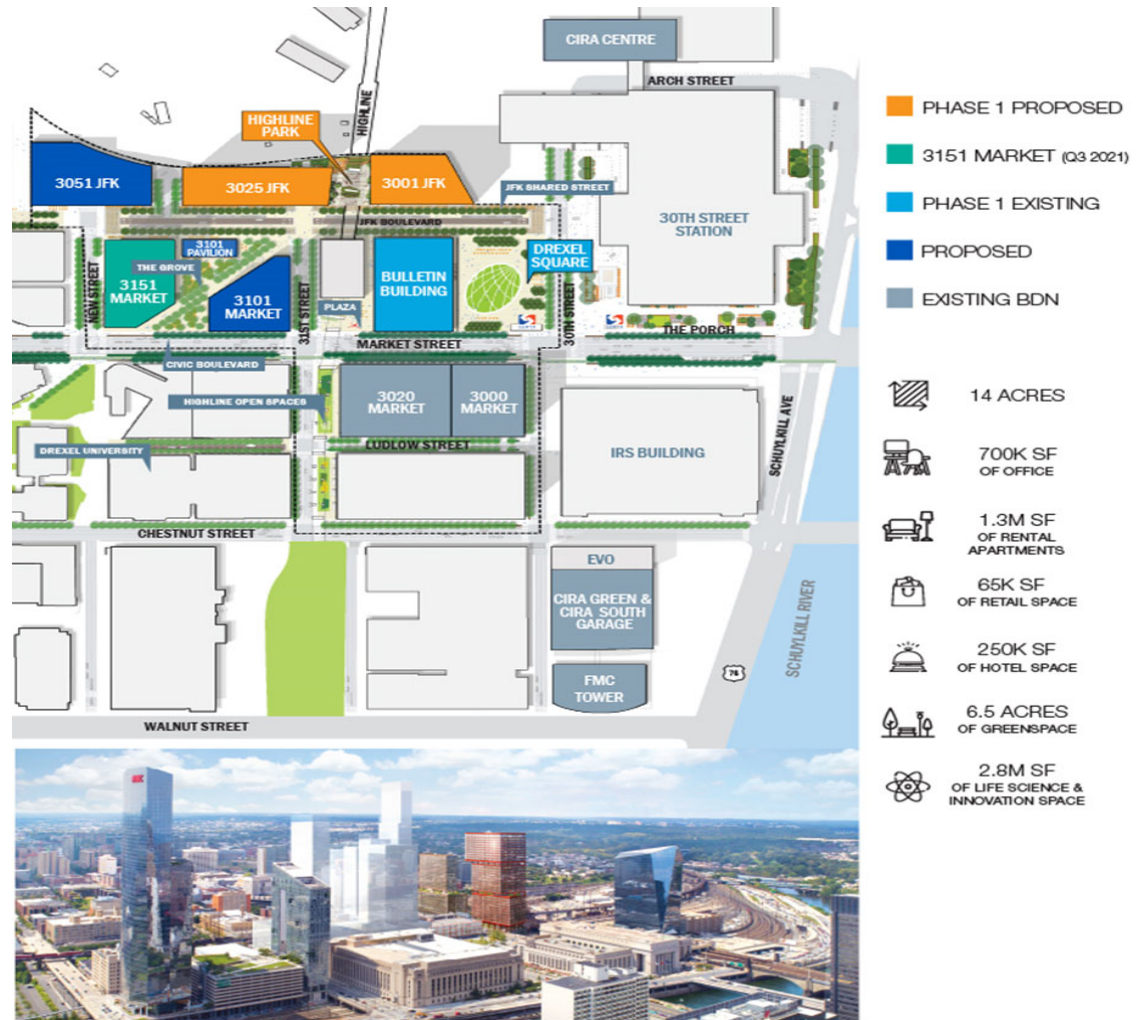 CIRA CENTRE
ARCH STREET
HIGHLINE
HIGHLINE
PARK
3051 JFK
3025 JFK
3001 JFK
JFK SHARED STREET
JFK BOULEVARD
30TH STREET
STATION
3101
PAVILION
THE GROVE
3151
MARKET
3101
MARKET
NEW STREET
31ST STREET
PLAZA
BULLETIN
BUILDING
DREXEL
SQUARE
30TH STREET
THE PORCH
MARKET STREET
CIVIC BOULEVARD
HIGHLINE OPEN SPACES
3020
MARKET
3000
MARKET
LUDLOW STREET
DREXEL UNIVERSITY
IRS BUILDING
SCHUYLKILL AVE
CHESTNUT STREET
EVO
CIRA GREEN &
CIRA SOUTH
GARAGE
FMC
TOWER
76
SCHUYLKILL RIVER
WALNUT STREET
PHASE 1 PROPOSED
3151 MARKET (Q3 2021)
PHASE 1 EXISTING
PROPOSED
EXISTING BDN
14 ACRES
700K SF
OF OFFICE
1.3M SF
OF RENTAL
APARTMENTS
65K SF
OF RETAIL SPACE
250K SF
OF HOTEL SPACE
6.5 ACRES
OF GREENSPACE
2.8M SF
OF LIFE SCIENCE &
INNOVATION SPACE